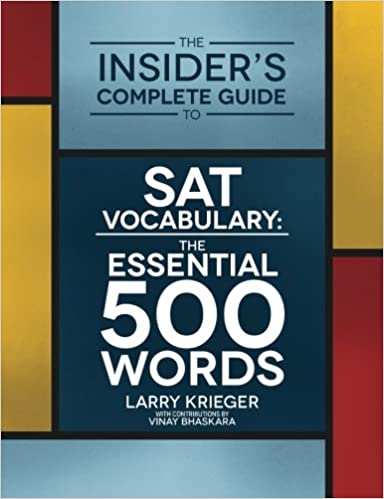 THE
INSIDER'S
COMPLETE GUIDE
TO
SAT
VOCABULARY:
THE
ESSENTIAL
500
WORDS
LARRY KRIEGER
WITH CONTRIBUTIONS BY
VINAY BHASKARA